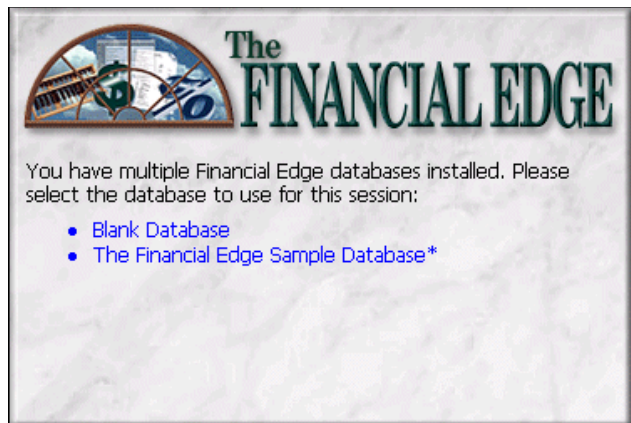 The
FINANCIAL EDGE
You have multiple Financial Edge databases installed. Please
select the database to use for this session:
• Blank Database
• The Financial Edge Sample Database*